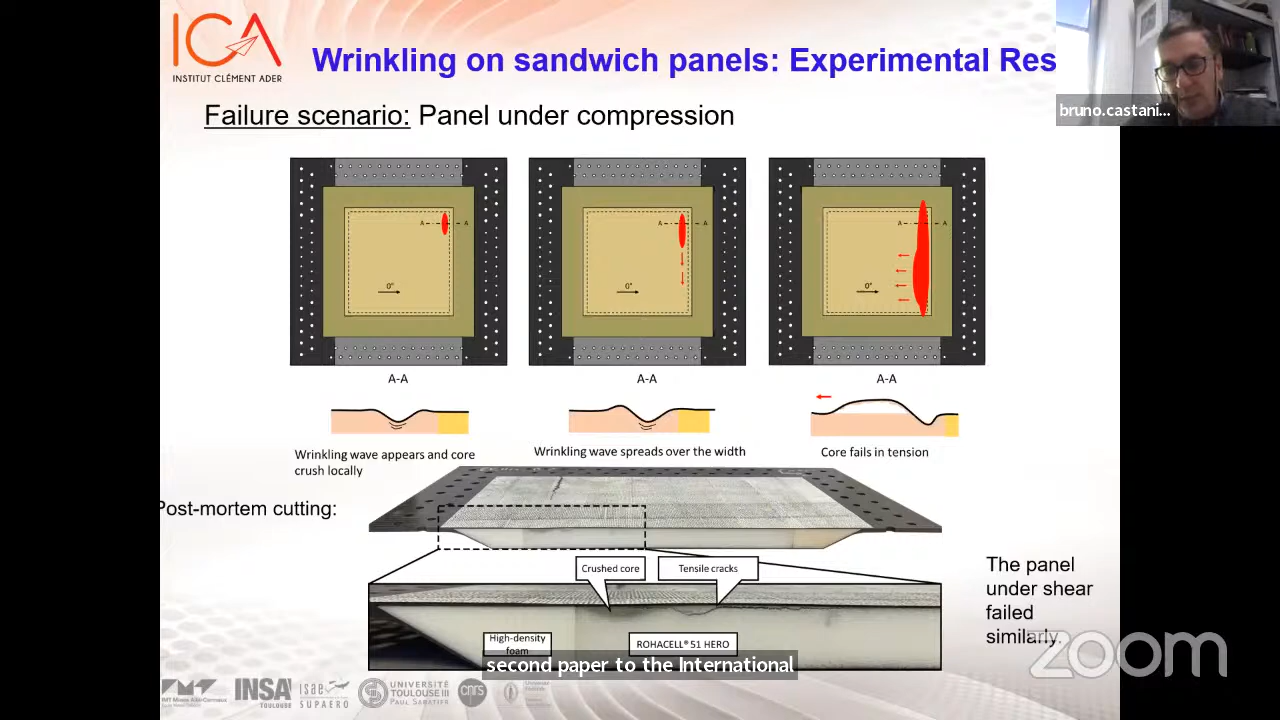 ICA
INSTITUT CLÉMENT ADER
Wrinkling on sandwich panels: Experimental Res
bruno.castani...
Failure scenario: Panel under compression
A A
A A
A A
0°
0°
0°
A-A
A-A
A-A
Wrinkling wave appears and core
crush locally
Wrinkling wave spreads over the width
Core fails in tension
Post-mortem cutting:
Crushed core
Tensile cracks
The panel
under shear
failed
similarly.
High-density
foam
ROHACELL® 51 HERO
second paper to the International
zoom
INSA
TOULOUSE
isae
SUPAERO
UNIVERSITÉ
TOULOUSE III
PAUL SABATIER
cnrs